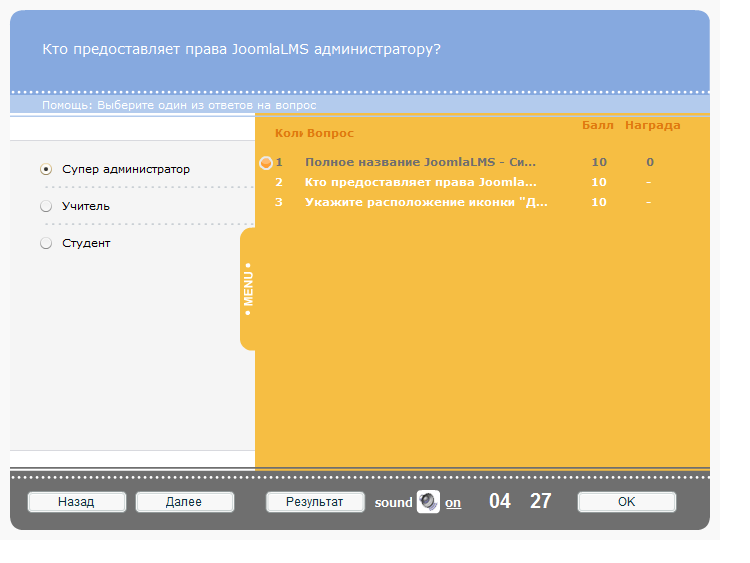 Кто предоставляет права JoomlaLMS администратору?
Помощь: Выберите один из ответов на вопрос
Коли Вопрос Балл Награда
Супер администратор
Учитель
Студент
1 Полное название JoomlaLMS - Си... 10 0
2 Кто предоставляет права Joomla... 10 -
3 Укажите расположение иконки "Д... 10 -
• MENU •
Назад Далее Результат sound on 04 27 OK